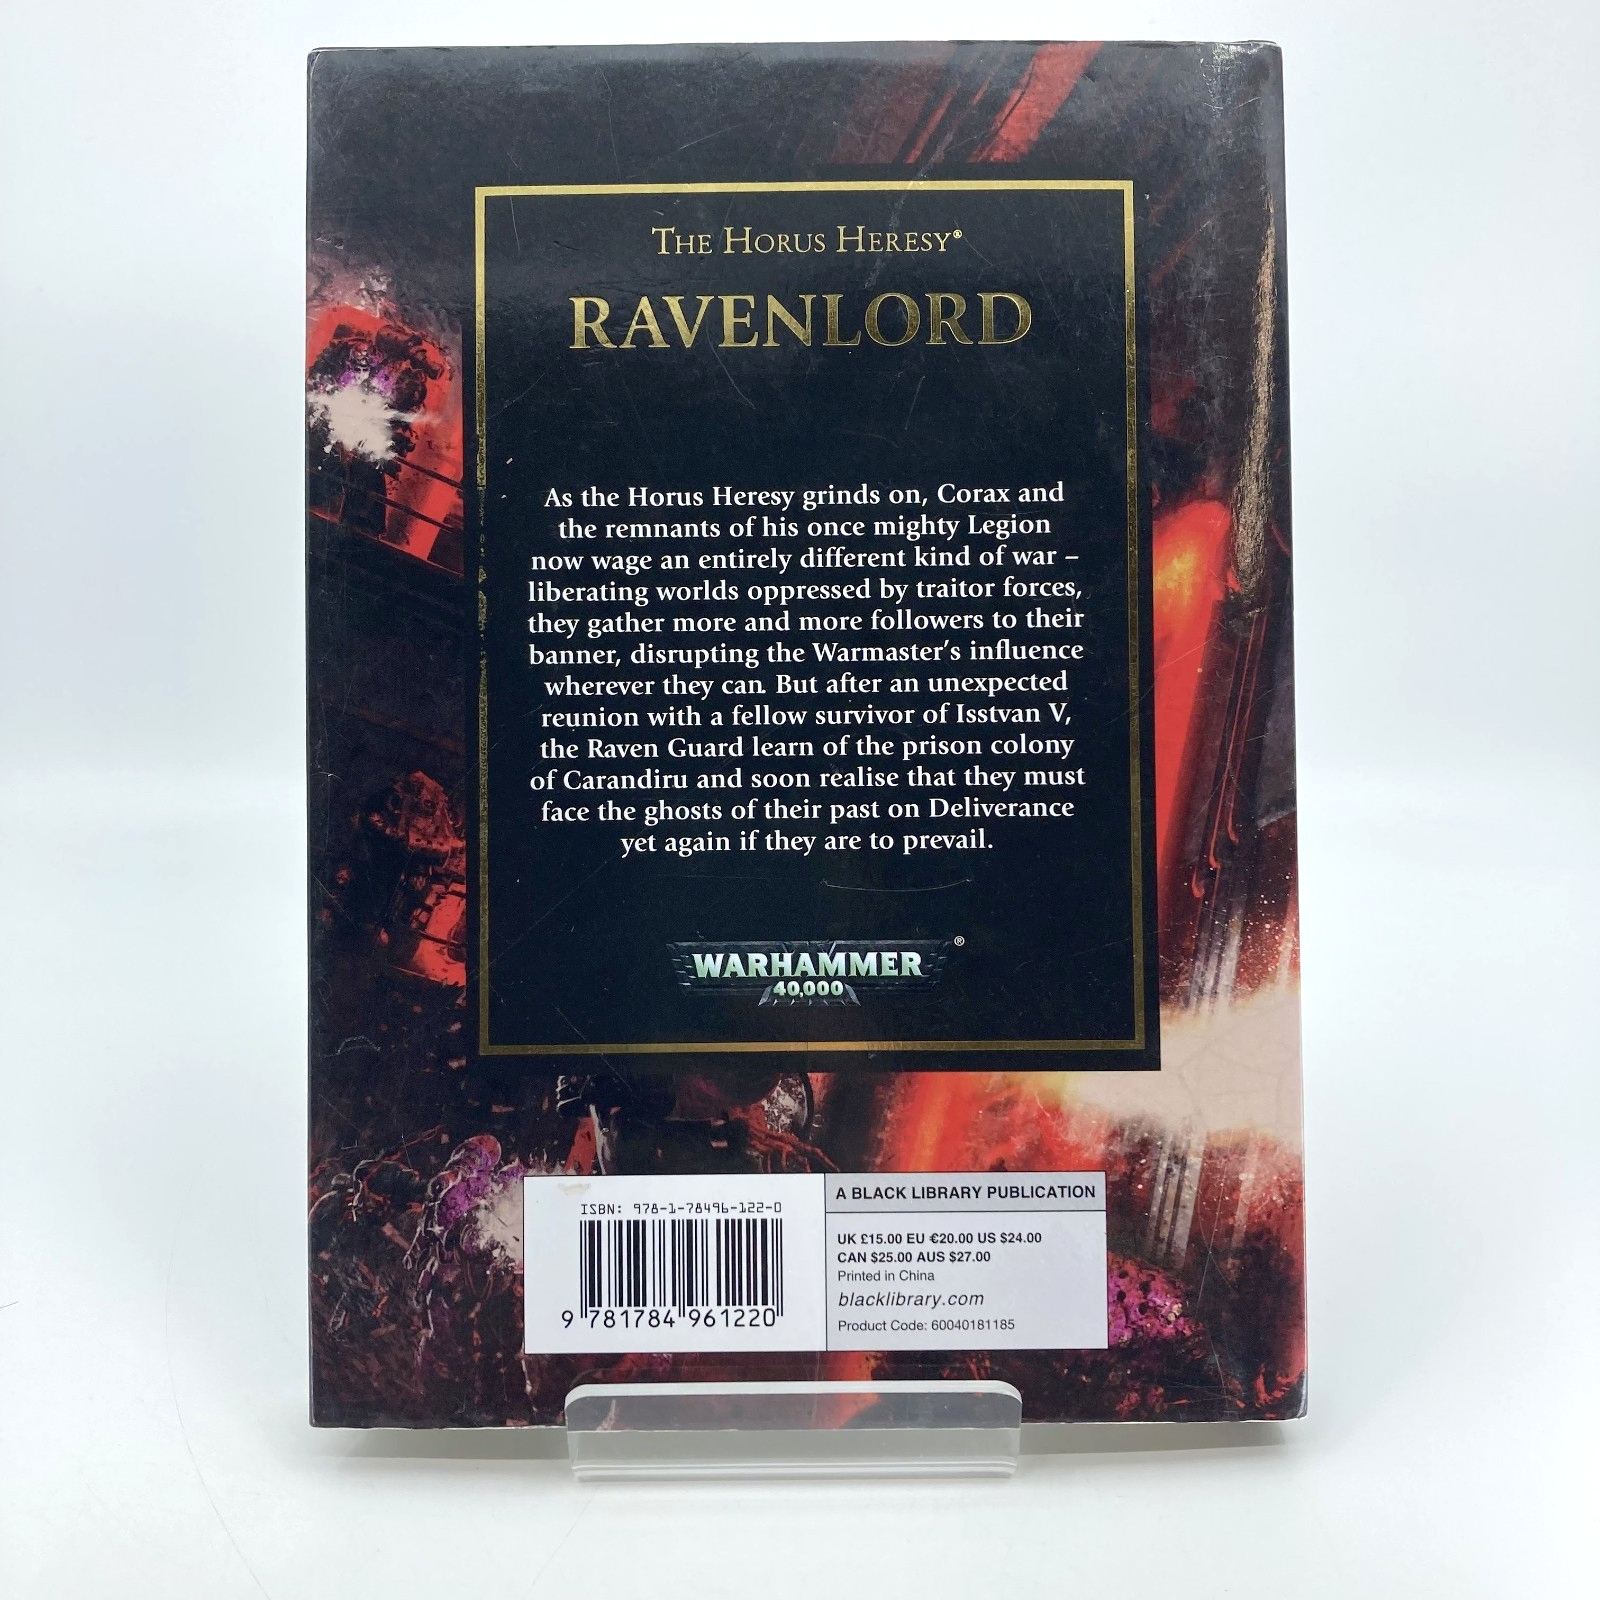 THE HORUS HERESY®
RAVENLORD
As the Horus Heresy grinds on, Corax and
the remnants of his once mighty Legion
now wage an entirely different kind of war –
liberating worlds oppressed by traitor forces,
they gather more and more followers to their
banner, disrupting the Warmaster's influence
wherever they can. But after an unexpected
reunion with a fellow survivor of Isstvan V,
the Raven Guard learn of the prison colony
of Carandiru and soon realise that they must
face the ghosts of their past on Deliverance
yet again if they are to prevail.
WARHAMMER®
40,000
ISBN: 978-1-78496-122-0
9 781784 961220
A BLACK LIBRARY PUBLICATION
UK £15.00 EU €20.00 US $24.00
CAN $25.00 AUS $27.00
Printed in China
blacklibrary.com
Product Code: 60040181185